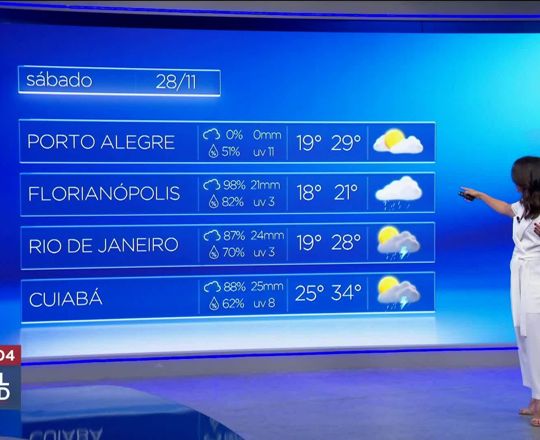 sábado 28/11
PORTO ALEGRE 0% 0mm 19° 29°
51% uv 11
FLORIANÓPOLIS 98% 21mm 18° 21°
82% uv 3
RIO DE JANEIRO 87% 24mm 19° 28°
70% uv 3
CUIABÁ 88% 25mm 25° 34°
62% uv 8
04
L
D